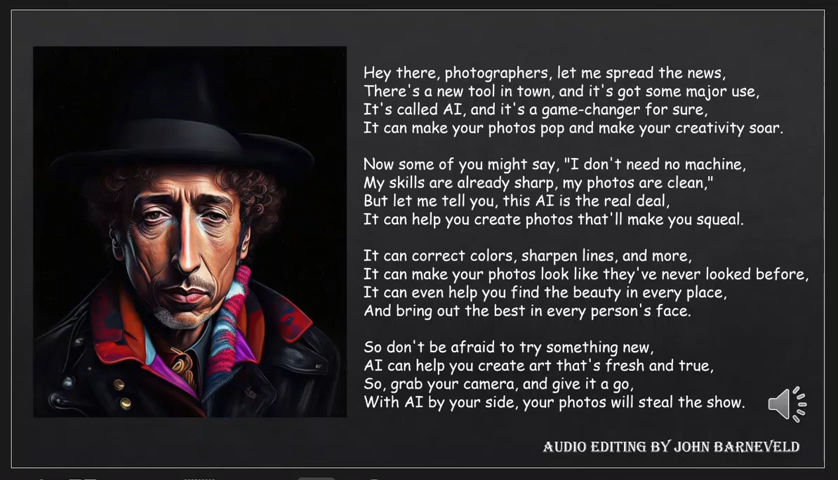 Hey there, photographers, let me spread the news,
There's a new tool in town, and it's got some major use,
It's called AI, and it's a game-changer for sure,
It can make your photos pop and make your creativity soar.
Now some of you might say, "I don't need no machine,
My skills are already sharp, my photos are clean,"
But let me tell you, this AI is the real deal,
It can help you create photos that'll make you squeal.
It can correct colors, sharpen lines, and more,
It can make your photos look like they've never looked before,
It can even help you find the beauty in every place,
And bring out the best in every person's face.
So don't be afraid to try something new,
AI can help you create art that's fresh and true,
So, grab your camera, and give it a go,
With AI by your side, your photos will steal the show.
AUDIO EDITING BY JOHN BARNEVELD